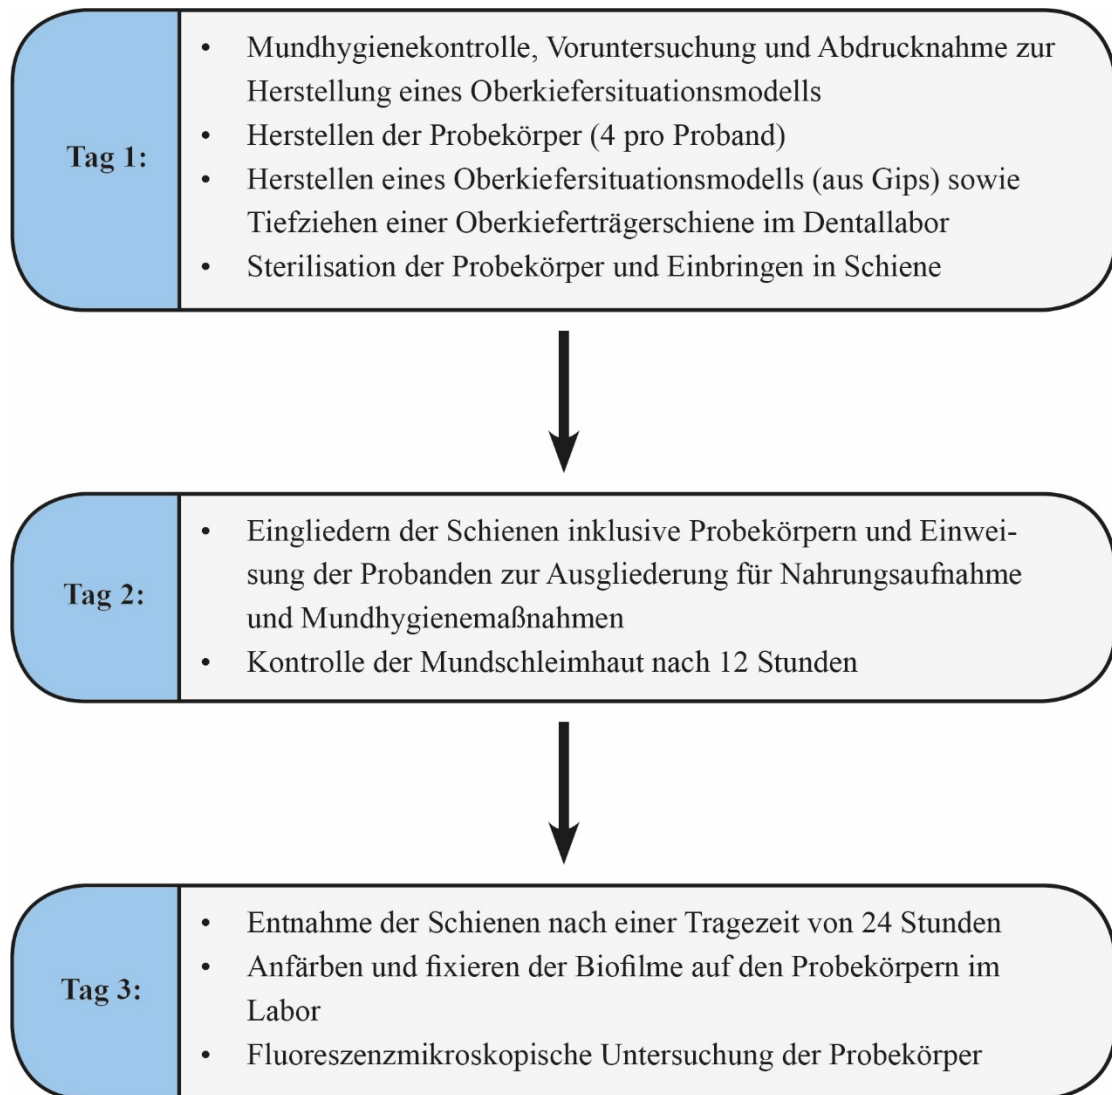 Tag 1:
• Mundhygienekontrolle, Voruntersuchung und Abdrucknahme zur
Herstellung eines Oberkiefersituationsmodells
• Herstellen der Probekörper (4 pro Proband)
• Herstellen eines Oberkiefersituationsmodells (aus Gips) sowie
Tiefziehen einer Oberkieferträgerschiene im Dentallabor
• Sterilisation der Probekörper und Einbringen in Schiene
Tag 2:
• Eingliedern der Schienen inklusive Probekörpern und Einwei-
sung der Probanden zur Ausgliederung für Nahrungsaufnahme
und Mundhygienemaßnahmen
• Kontrolle der Mundschleimhaut nach 12 Stunden
Tag 3:
• Entnahme der Schienen nach einer Tragezeit von 24 Stunden
• Anfärben und fixieren der Biofilme auf den Probekörpern im
Labor
• Fluoreszenzmikroskopische Untersuchung der Probekörper